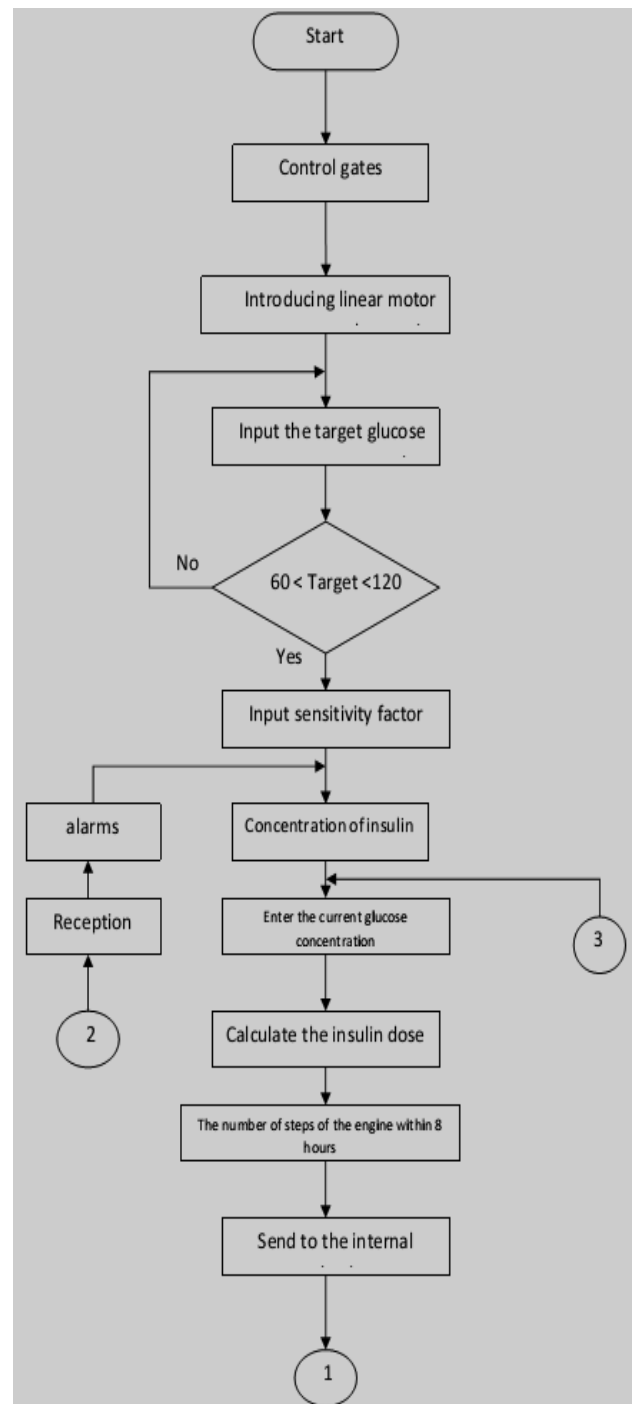 Start
Control gates
Introducing linear motor
Input the target glucose
No
60 < Target <120
Yes
Input sensitivity factor
alarms
Concentration of insulin
Reception
Enter the current glucose
concentration
3
2
Calculate the insulin dose
The number of steps of the engine within 8
hours
Send to the internal
1